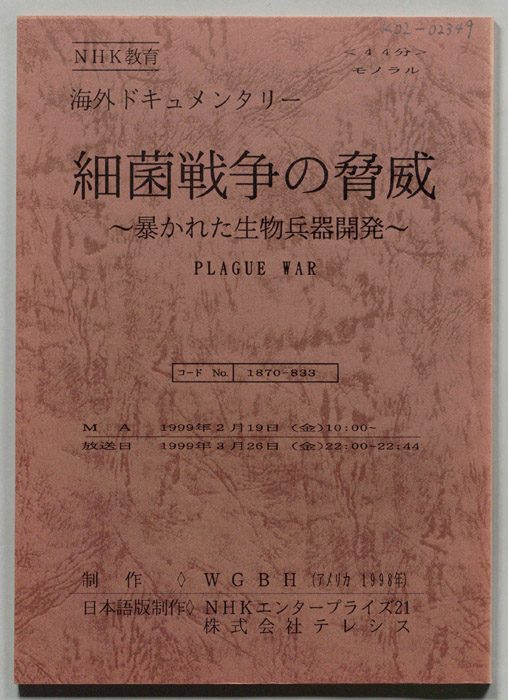 K02-02349
NHK教育
<44分>
モノラル
海外ドキュメンタリー
細菌戦争の脅威
～暴かれた生物兵器開発～
PLAGUE WAR
コード No. 1870-833
MA 1999年2月19日(金)10:00~
放送日 1999年3月26日(金)22:00-22:44
制作◇WGBH(アメリカ 1998年)
日本語版制作◇NHKエンタープライズ21
株式会社テレシス